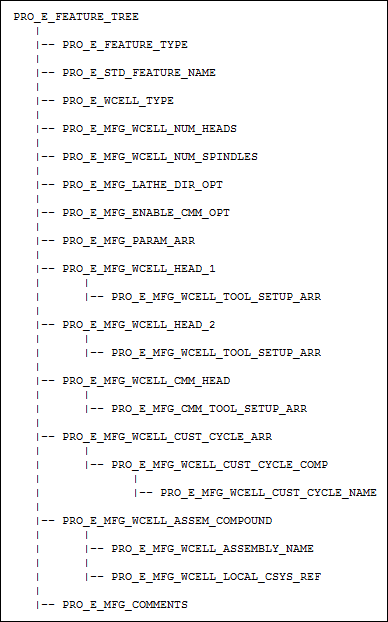 PRO_E_FEATURE_TREE
|-- PRO_E_FEATURE_TYPE
|-- PRO_E_STD_FEATURE_NAME
|-- PRO_E_WCELL_TYPE
|-- PRO_E_MFG_WCELL_NUM_HEADS
|-- PRO_E_MFG_WCELL_NUM_SPINDLES
|-- PRO_E_MFG_LATHE_DIR_OPT
|-- PRO_E_MFG_ENABLE_CMM_OPT
|-- PRO_E_MFG_PARAM_ARR
|-- PRO_E_MFG_WCELL_HEAD_1
|-- PRO_E_MFG_WCELL_TOOL_SETUP_ARR
|-- PRO_E_MFG_WCELL_HEAD_2
|-- PRO_E_MFG_WCELL_TOOL_SETUP_ARR
|-- PRO_E_MFG_WCELL_CMM_HEAD
|-- PRO_E_MFG_CMM_TOOL_SETUP_ARR
|-- PRO_E_MFG_WCELL_CUST_CYCLE_ARR
|-- PRO_E_MFG_WCELL_CUST_CYCLE_COMP
|-- PRO_E_MFG_WCELL_CUST_CYCLE_NAME
|-- PRO_E_MFG_WCELL_ASSEM_COMPOUND
|-- PRO_E_MFG_WCELL_ASSEMBLY_NAME
|-- PRO_E_MFG_WCELL_LOCAL_CSYS_REF
|-- PRO_E_MFG_COMMENTS